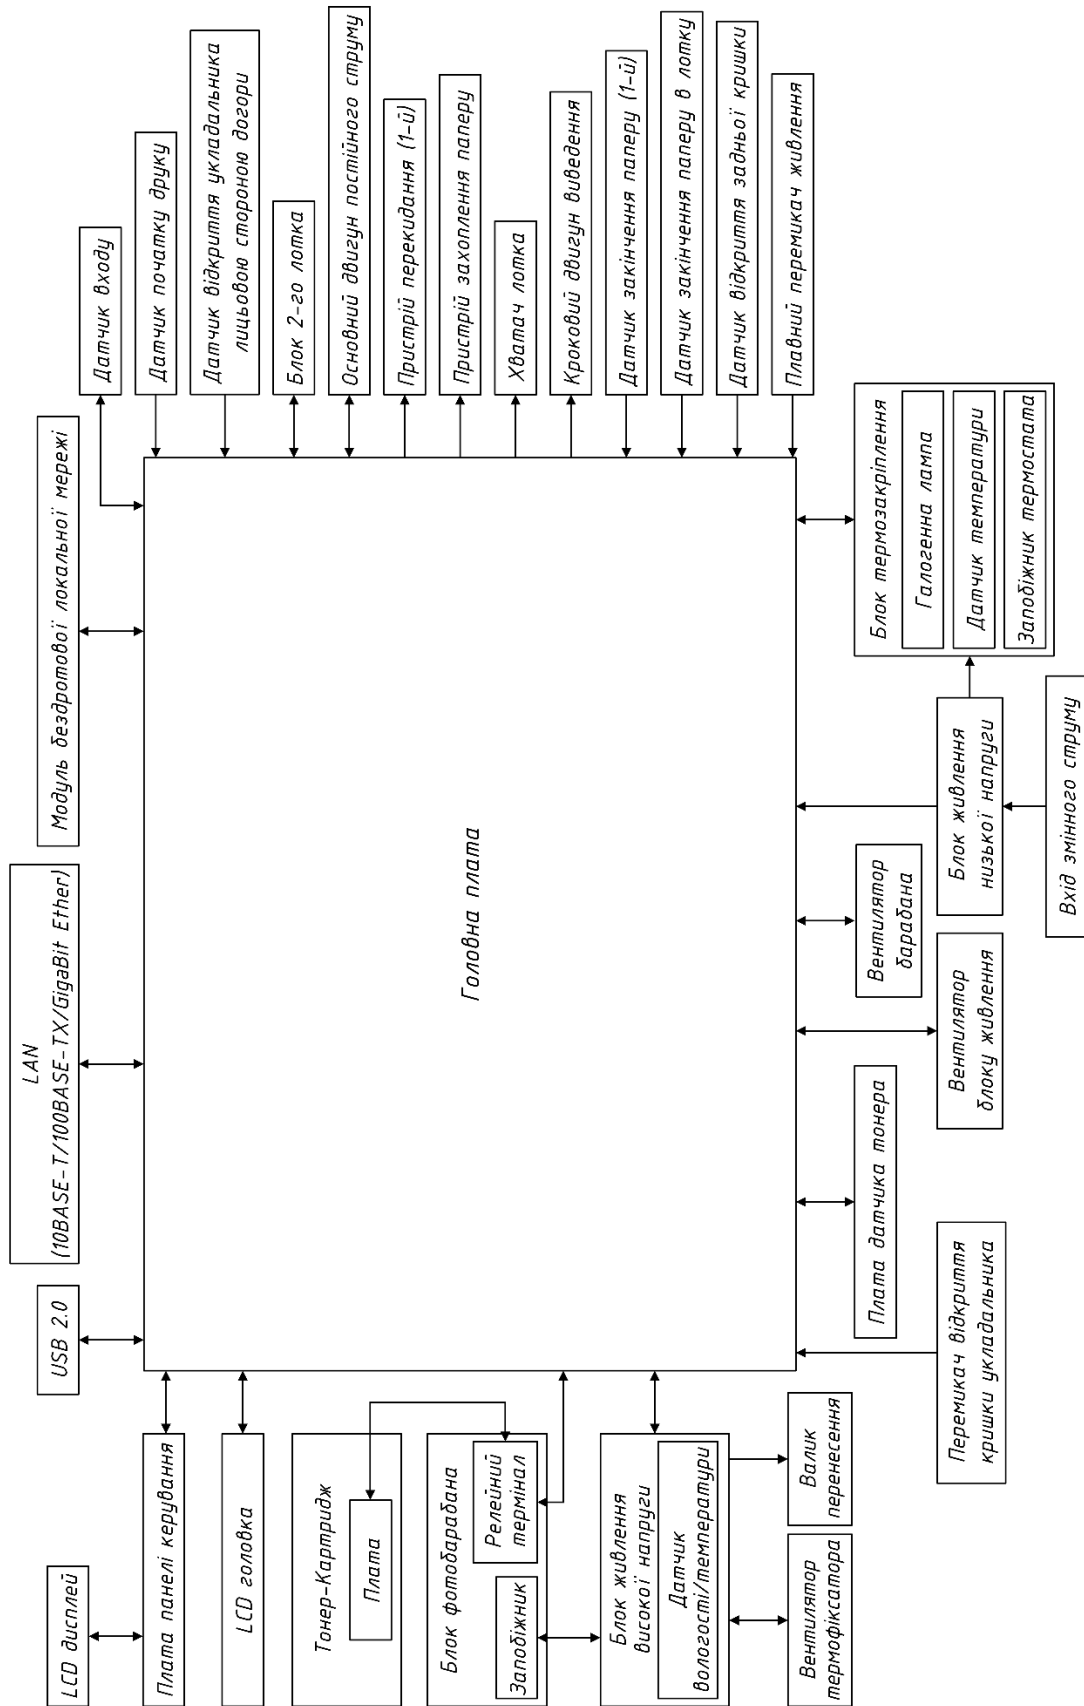 LCD дисплей
Плата панелі керування
LCD головка
Тонер-Картридж
Плата
Блок фотобарабана
Релейний
термінал
Запобіжник
Блок живлення
високої напруги
Датчик
вологості/температури
Вентилятор
термофіксатора
Валик
перенесення
USB 2.0
LAN
(10BASE-T/100BASE-TX/GigaBit Ether)
Модуль бездротової локальної мережі
Головна плата
Перемикач відкриття
кришки укладальника
Плата датчика тонера
Вентилятор
блоку живлення
Вентилятор
барабана
Блок живлення
низької напруги
Вхід змінного струму
Блок термозакріплення
Галогенна лампа
Датчик температури
Запобіжник термостата
Датчик входу
Датчик початку друку
Датчик відкриття укладальника
лицьовою стороною догори
Блок 2-го лотка
Основний двигун постійного струму
Пристрій перекидання (1-й)
Пристрій захоплення паперу
Хватач лотка
Кроковий двигун виведення
Датчик закінчення паперу (1-й)
Датчик закінчення паперу в лотку
Датчик відкриття задньої кришки
Плавний перемикач живлення